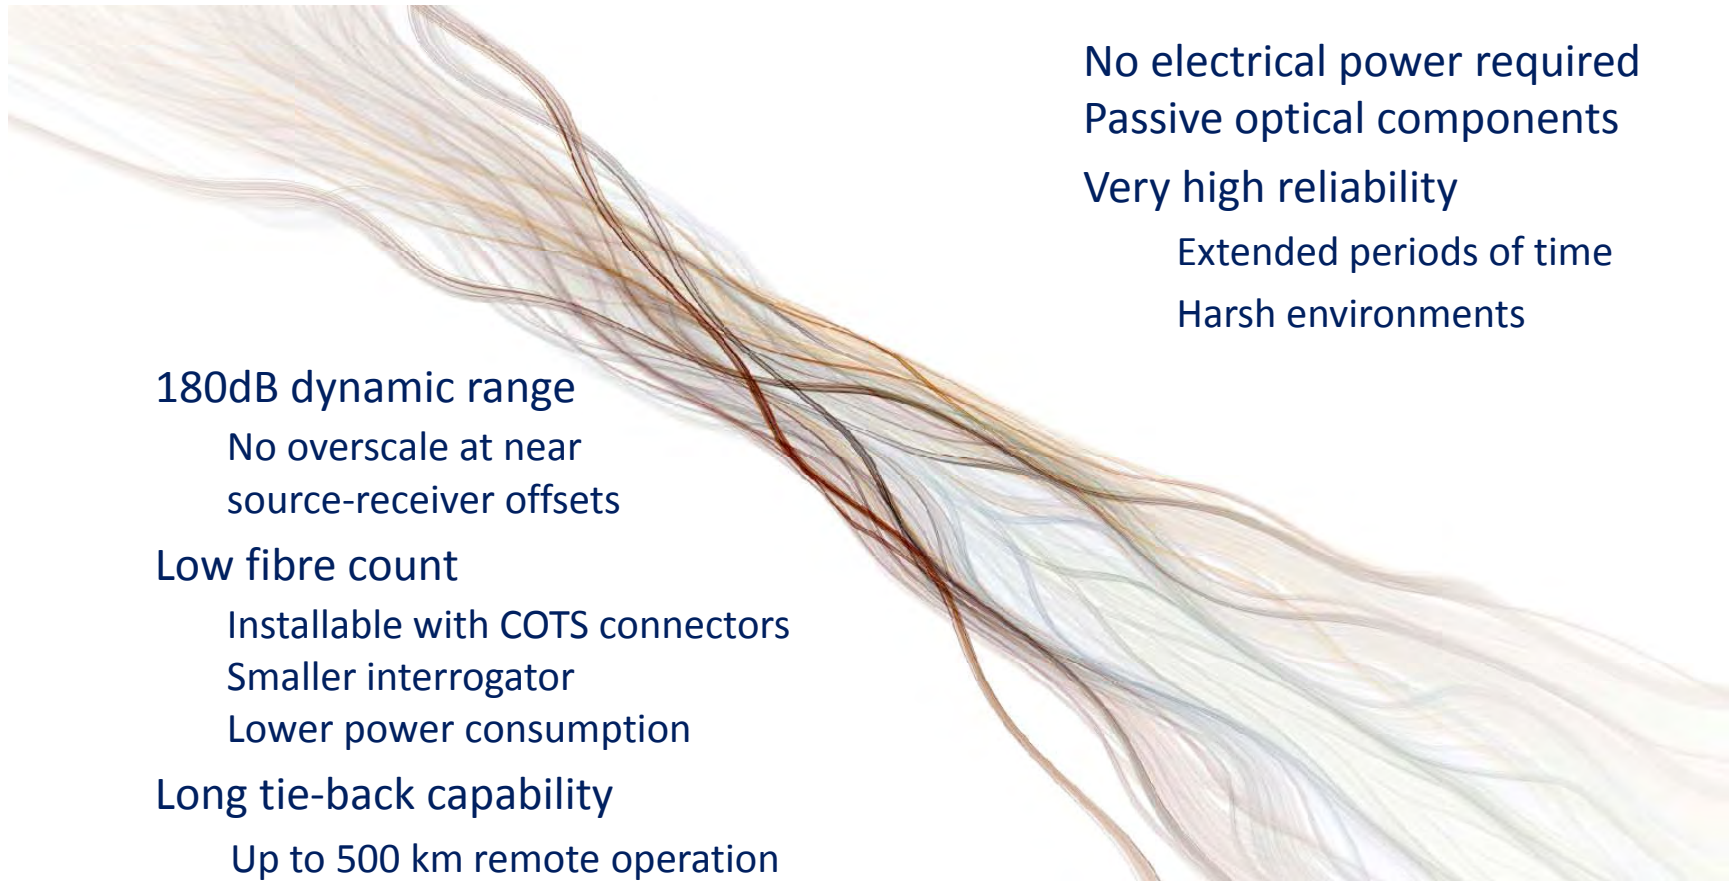 No electrical power required
Passive optical components
Very high reliability
Extended periods of time
Harsh environments
180dB dynamic range
No overscale at near
source-receiver offsets
Low fibre count
Installable with COTS connectors
Smaller interrogator
Lower power consumption
Long tie-back capability
Up to 500 km remote operation